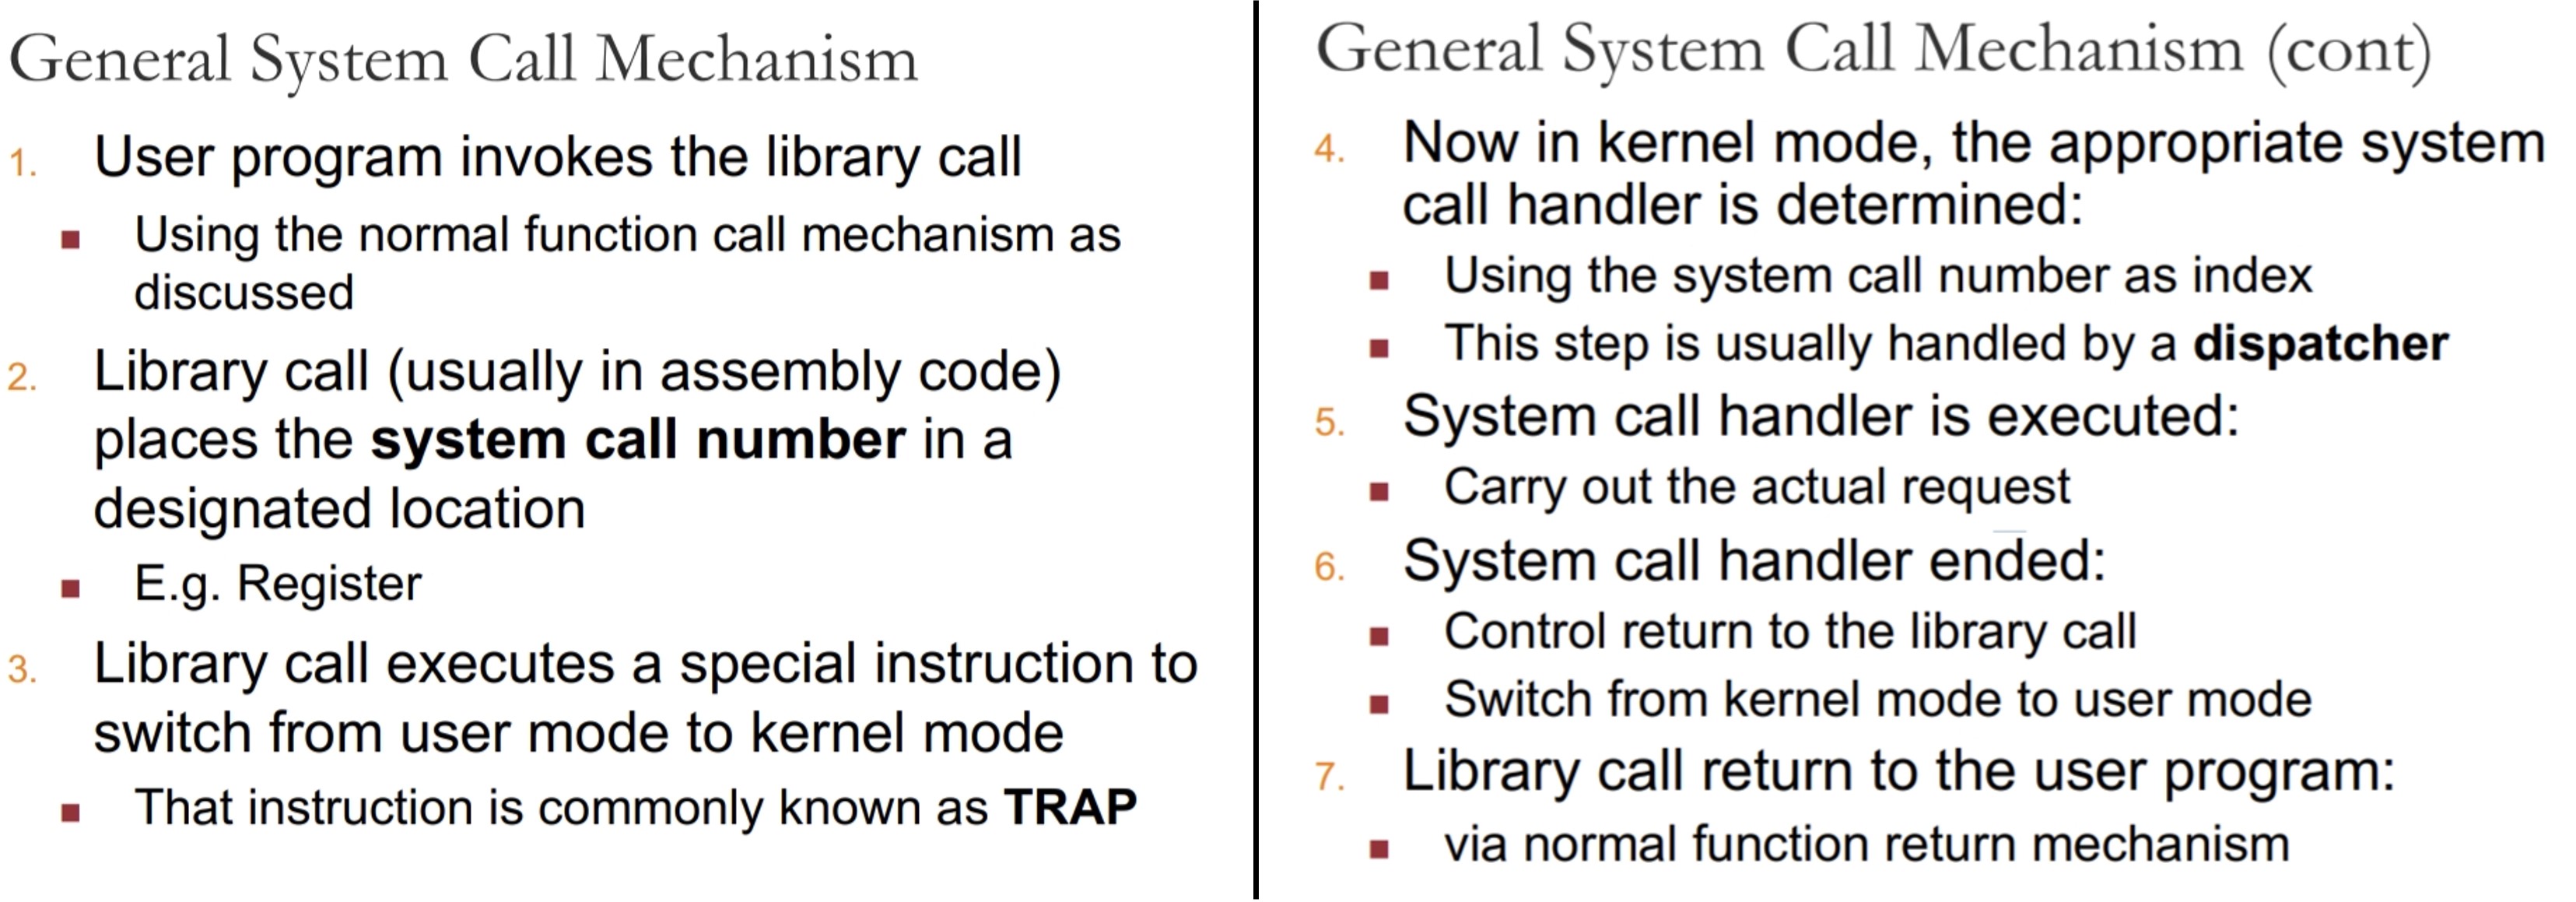 General System Call Mechanism
1. User program invokes the library call
▪ Using the normal function call mechanism as
discussed
2. Library call (usually in assembly code)
places the system call number in a
designated location
▪ E.g. Register
3. Library call executes a special instruction to
switch from user mode to kernel mode
▪ That instruction is commonly known as TRAP
General System Call Mechanism (cont)
4. Now in kernel mode, the appropriate system
call handler is determined:
▪ Using the system call number as index
▪ This step is usually handled by a dispatcher
5. System call handler is executed:
▪ Carry out the actual request
6. System call handler ended:
▪ Control return to the library call
▪ Switch from kernel mode to user mode
7. Library call return to the user program:
▪ via normal function return mechanism